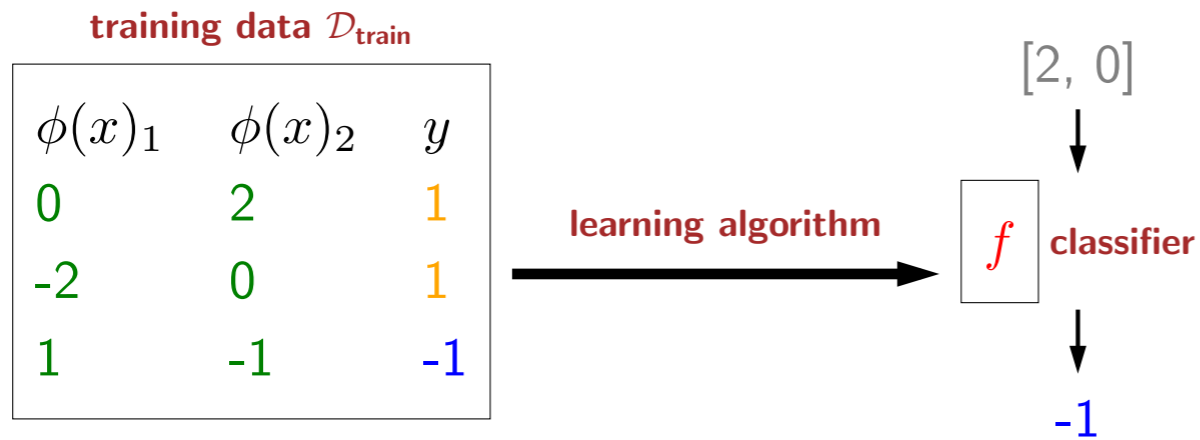 training data 𝒟train
ϕ(x)1 ϕ(x)2 y
0 2 1
-2 0 1
1 -1 -1
learning algorithm
[2, 0]
f classifier
-1